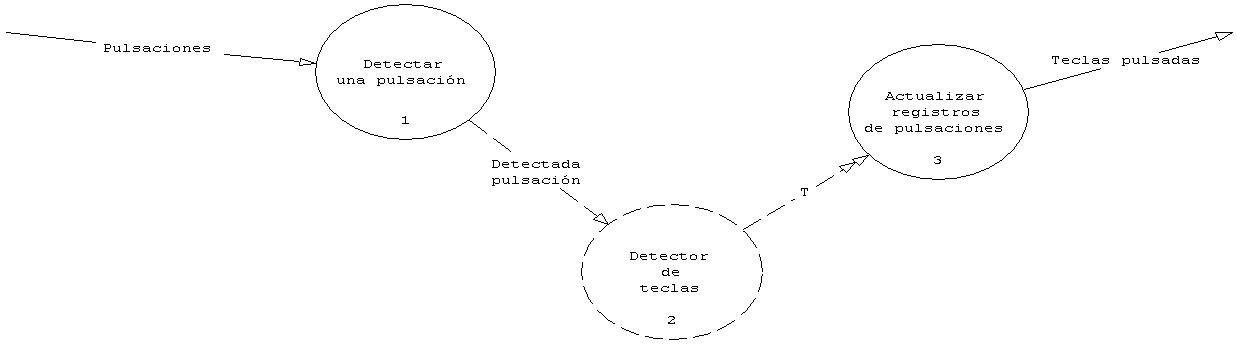 Pulsaciones
Detectar
una pulsación
1
Detectada
pulsación
Detector
de
teclas
2
T
Actualizar
registros
de pulsaciones
3
Teclas pulsadas